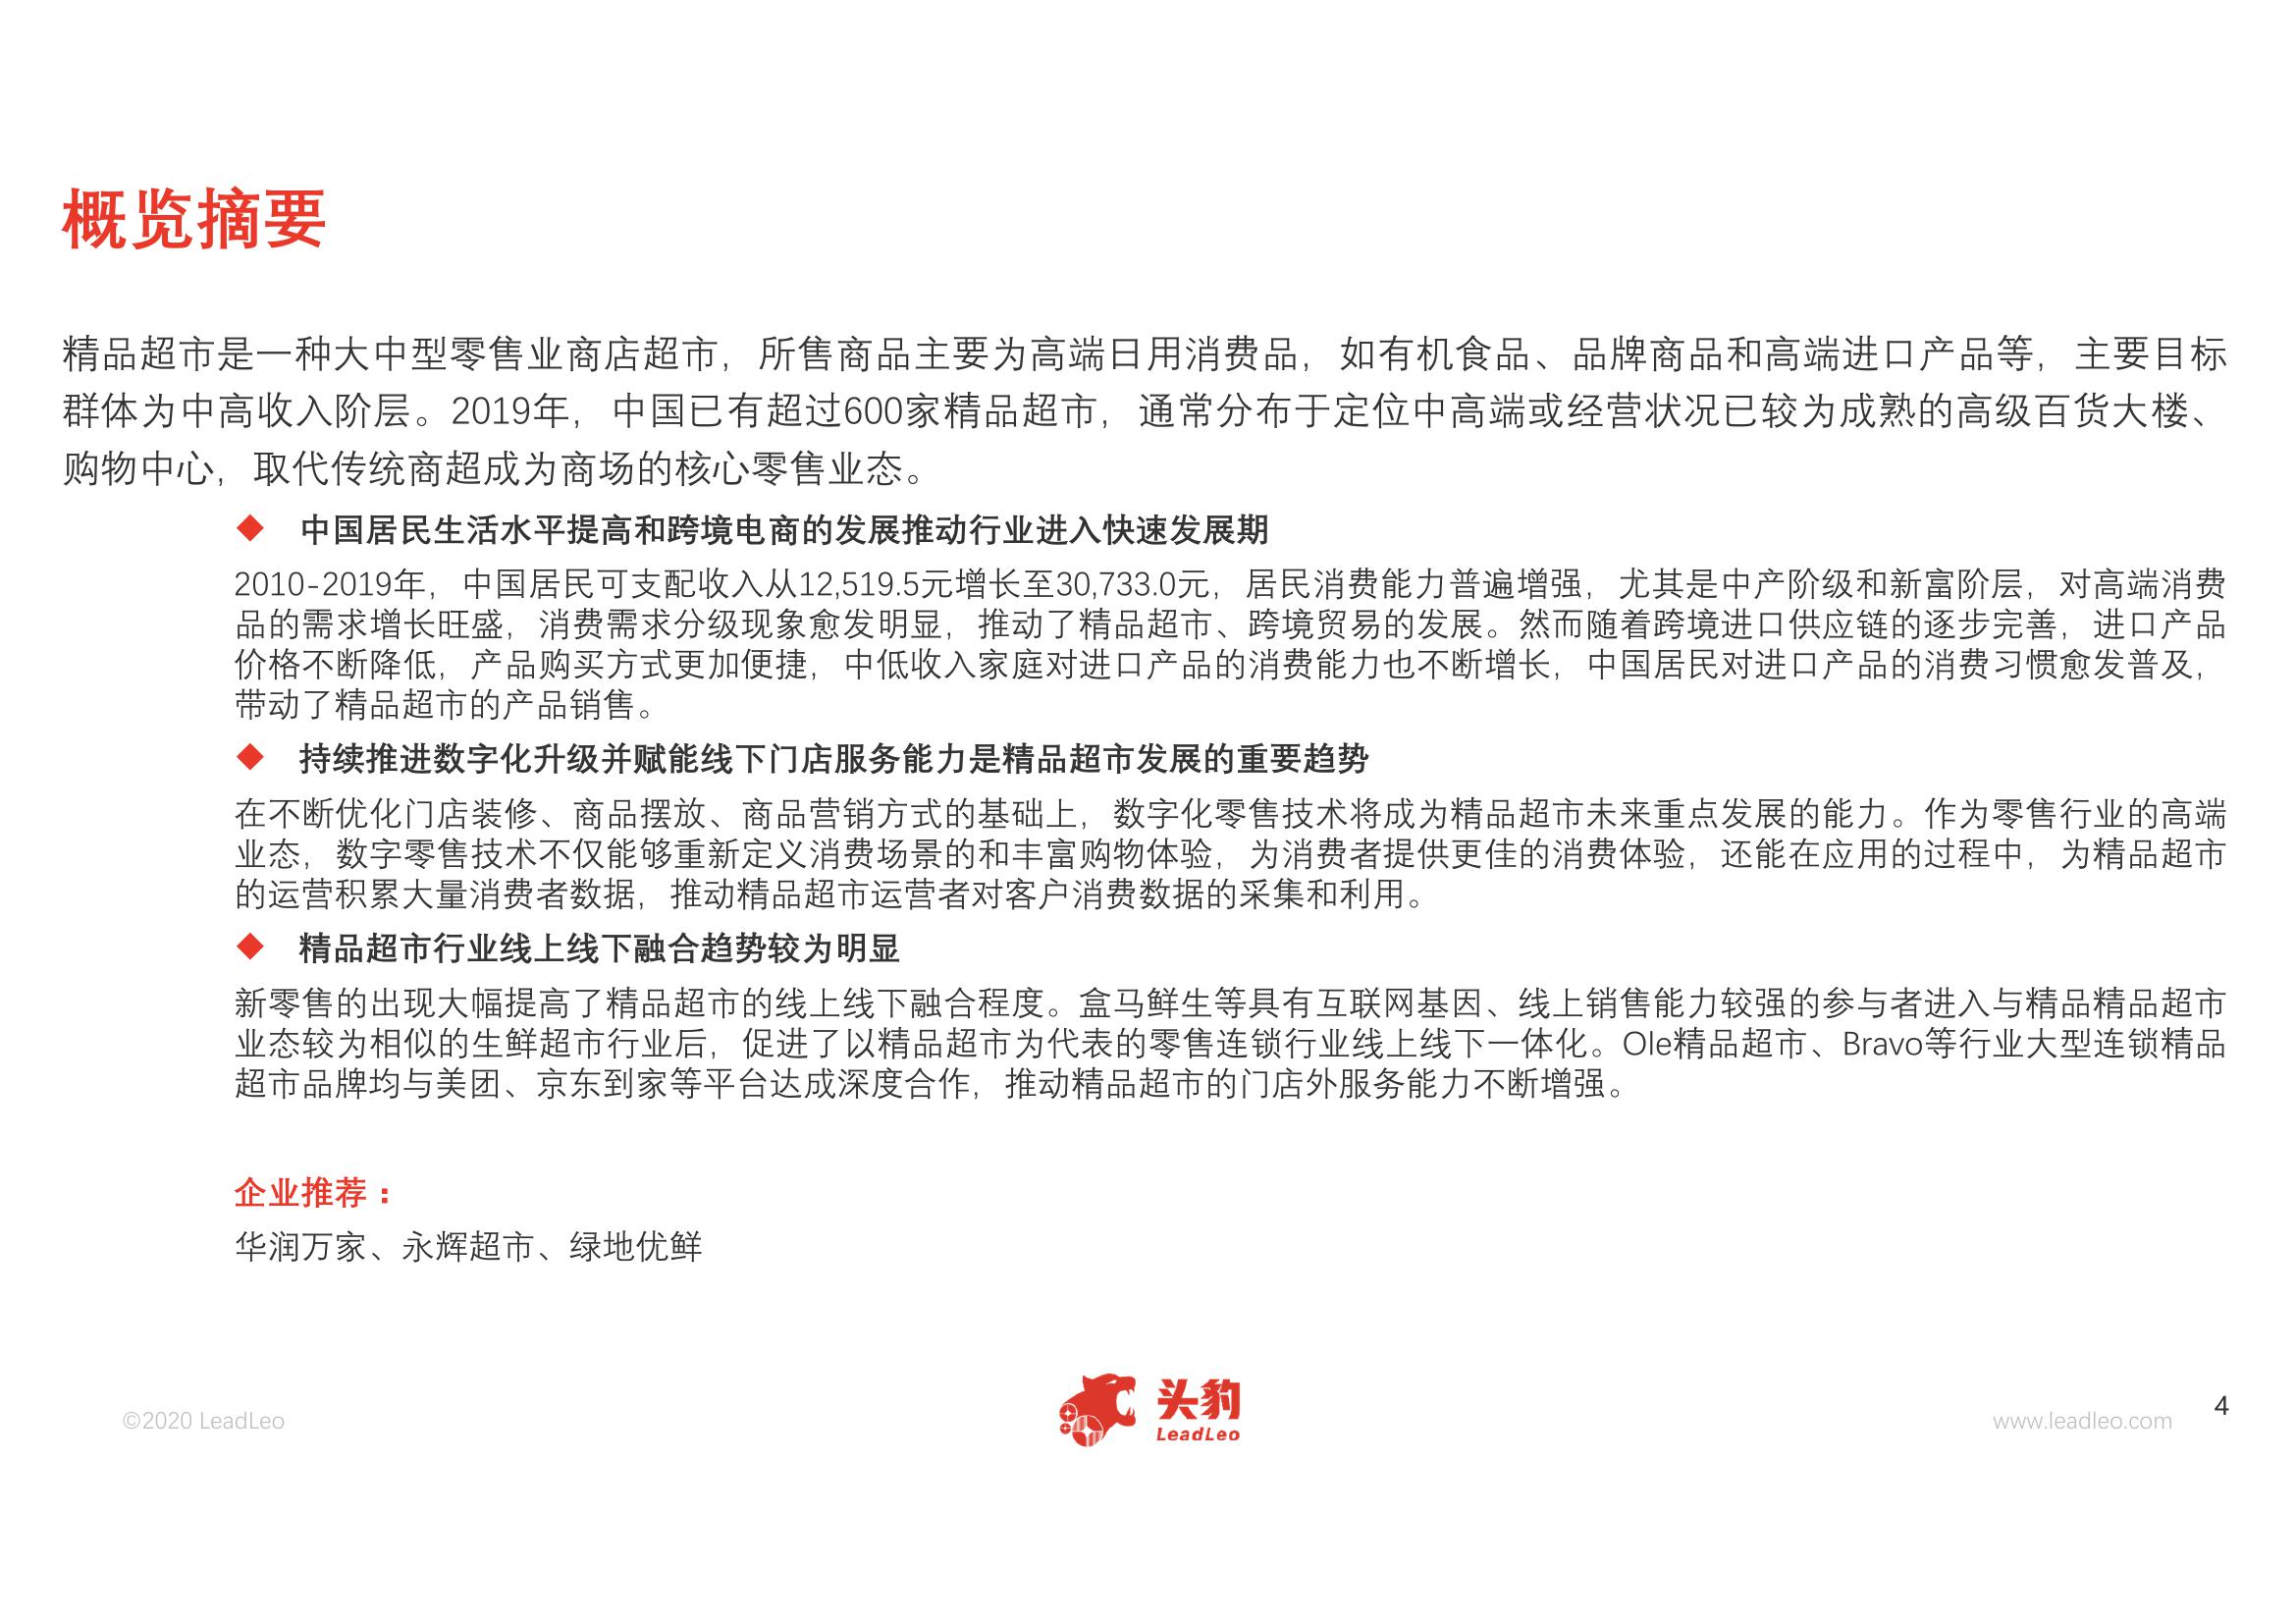 概览摘要
精品超市是一种大中型零售业商店超市，所售商品主要为高端日用消费品，如有机食品、品牌商品和高端进口产品等，主要目标
群体为中高收入阶层。2019年，中国已有超过600家精品超市，通常分布于定位中高端或经营状况已较为成熟的高级百货大楼、
购物中心，取代传统商超成为商场的核心零售业态。
◆ 中国居民生活水平提高和跨境电商的发展推动行业进入快速发展期
2010-2019年，中国居民可支配收入从12,519.5元增长至30,733.0元，居民消费能力普遍增强，尤其是中产阶级和新富阶层，对高端消费
品的需求增长旺盛，消费需求分级现象愈发明显，推动了精品超市、跨境贸易的发展。然而随着跨境进口供应链的逐步完善，进口产品
价格不断降低，产品购买方式更加便捷，中低收入家庭对进口产品的消费能力也不断增长，中国居民对进口产品的消费习惯愈发普及，
带动了精品超市的产品销售。
◆ 持续推进数字化升级并赋能线下门店服务能力是精品超市发展的重要趋势
在不断优化门店装修、商品摆放、商品营销方式的基础上，数字化零售技术将成为精品超市未来重点发展的能力。作为零售行业的高端
业态，数字零售技术不仅能够重新定义消费场景的和丰富购物体验，为消费者提供更佳的消费体验，还能在应用的过程中，为精品超市
的运营积累大量消费者数据，推动精品超市运营者对客户消费数据的采集和利用。
◆ 精品超市行业线上线下融合趋势较为明显
新零售的出现大幅提高了精品超市的线上线下融合程度。盒马鲜生等具有互联网基因、线上销售能力较强的参与者进入与精品精品超市
业态较为相似的生鲜超市行业后，促进了以精品超市为代表的零售连锁行业线上线下一体化。Ole精品超市、Bravo等行业大型连锁精品
超市品牌均与美团、京东到家等平台达成深度合作，推动精品超市的门店外服务能力不断增强。
企业推荐：
华润万家、永辉超市、绿地优鲜
©2020 LeadLeo
头豹
LeadLeo
www.leadleo.com
4